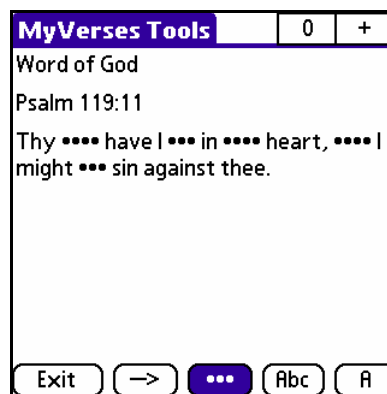 MyVerses Tools 0 +
Word of God
Psalm 119:11
Thy •••• have I ••• in •••• heart, •••• I
might ••• sin against thee.
Exit —> ••• Abc A